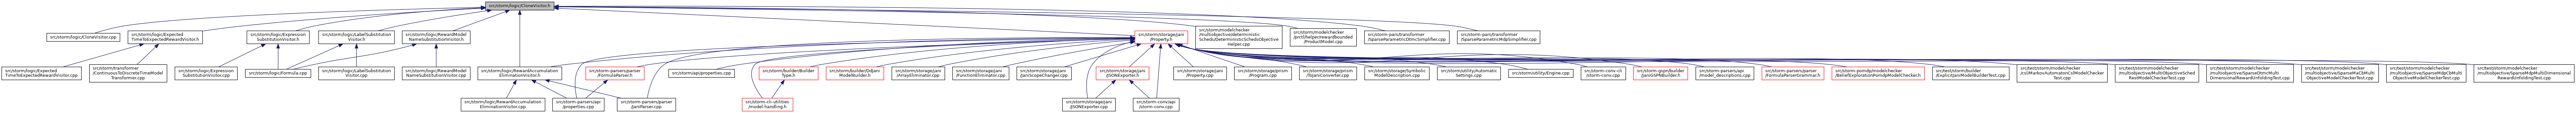 src/storm/logic/CloneVisitor.h
src/storm/logic/CloneVisitor.cpp
src/storm/logic/Expected
TimeToExpectedRewardVisitor.h
src/storm/logic/Expression
SubstitutionVisitor.h
src/storm/logic/LabelSubstitution
Visitor.h
src/storm/logic/RewardModel
NameSubstitutionVisitor.h
src/storm/storage/jani
/Property.h
src/storm/modelchecker
/multiobjective/deterministic
Scheds/DeterministicSchedsObjective
Helper.cpp
src/storm/modelchecker
/prctl/helper/rewardbounded
/ProductModel.cpp
src/storm-pars/transformer
/SparseParametricDtmcSimplifier.cpp
src/storm-pars/transformer
/SparseParametricMdpSimplifier.cpp
src/storm/logic/Expected
TimeToExpectedRewardVisitor.cpp
src/storm/transformer
/ContinuousToDiscreteTimeModel
Transformer.cpp
src/storm/logic/Expression
SubstitutionVisitor.cpp
src/storm/logic/Formula.cpp
src/storm/logic/LabelSubstitution
Visitor.cpp
src/storm/logic/RewardModel
NameSubstitutionVisitor.cpp
src/storm/logic/RewardAccumulation
EliminationVisitor.h
src/storm-parsers/parser
/FormulaParser.h
src/storm/api/properties.cpp
src/storm/builder/Builder
Type.h
src/storm/builder/DdJani
ModelBuilder.h
src/storm/storage/jani
/ArrayEliminator.cpp
src/storm/storage/jani
/FunctionEliminator.cpp
src/storm/storage/jani
/JaniScopeChanger.cpp
src/storm/storage/jani
/JSONExporter.h
src/storm/storage/jani
/Property.cpp
src/storm/storage/prism
/Program.cpp
src/storm/storage/prism
/ToJaniConverter.cpp
src/storm/storage/Symbolic
ModelDescription.cpp
src/storm/utility/Automatic
Settings.cpp
src/storm/utility/Engine.cpp
src/storm-conv-cli
/storm-conv.cpp
src/storm-gspn/builder
/JaniGSPNBuilder.h
src/storm-parsers/api
/model_descriptions.cpp
src/storm-parsers/parser
/FormulaParserGrammar.h
src/storm-pomdp/modelchecker
/BeliefExplorationPomdpModelChecker.h
src/test/storm/builder
/ExplicitJaniModelBuilderTest.cpp
src/test/storm/modelchecker
/csl/MarkovAutomatonCslModelChecker
Test.cpp
src/test/storm/modelchecker
/multiobjective/MultiObjectiveSched
RestModelCheckerTest.cpp
src/test/storm/modelchecker
/multiobjective/SparseDtmcMulti
DimensionalRewardUnfoldingTest.cpp
src/test/storm/modelchecker
/multiobjective/SparseMaCbMulti
ObjectiveModelCheckerTest.cpp
src/test/storm/modelchecker
/multiobjective/SparseMdpCbMulti
ObjectiveModelCheckerTest.cpp
src/test/storm/modelchecker
/multiobjective/SparseMdpMultiDimensional
RewardUnfoldingTest.cpp
src/storm/logic/RewardAccumulation
EliminationVisitor.cpp
src/storm-parsers/api
/properties.cpp
src/storm-parsers/parser
/JaniParser.cpp
src/storm-cli-utilities
/model-handling.h
src/storm/storage/jani
/JSONExporter.cpp
src/storm-conv/api
/storm-conv.cpp